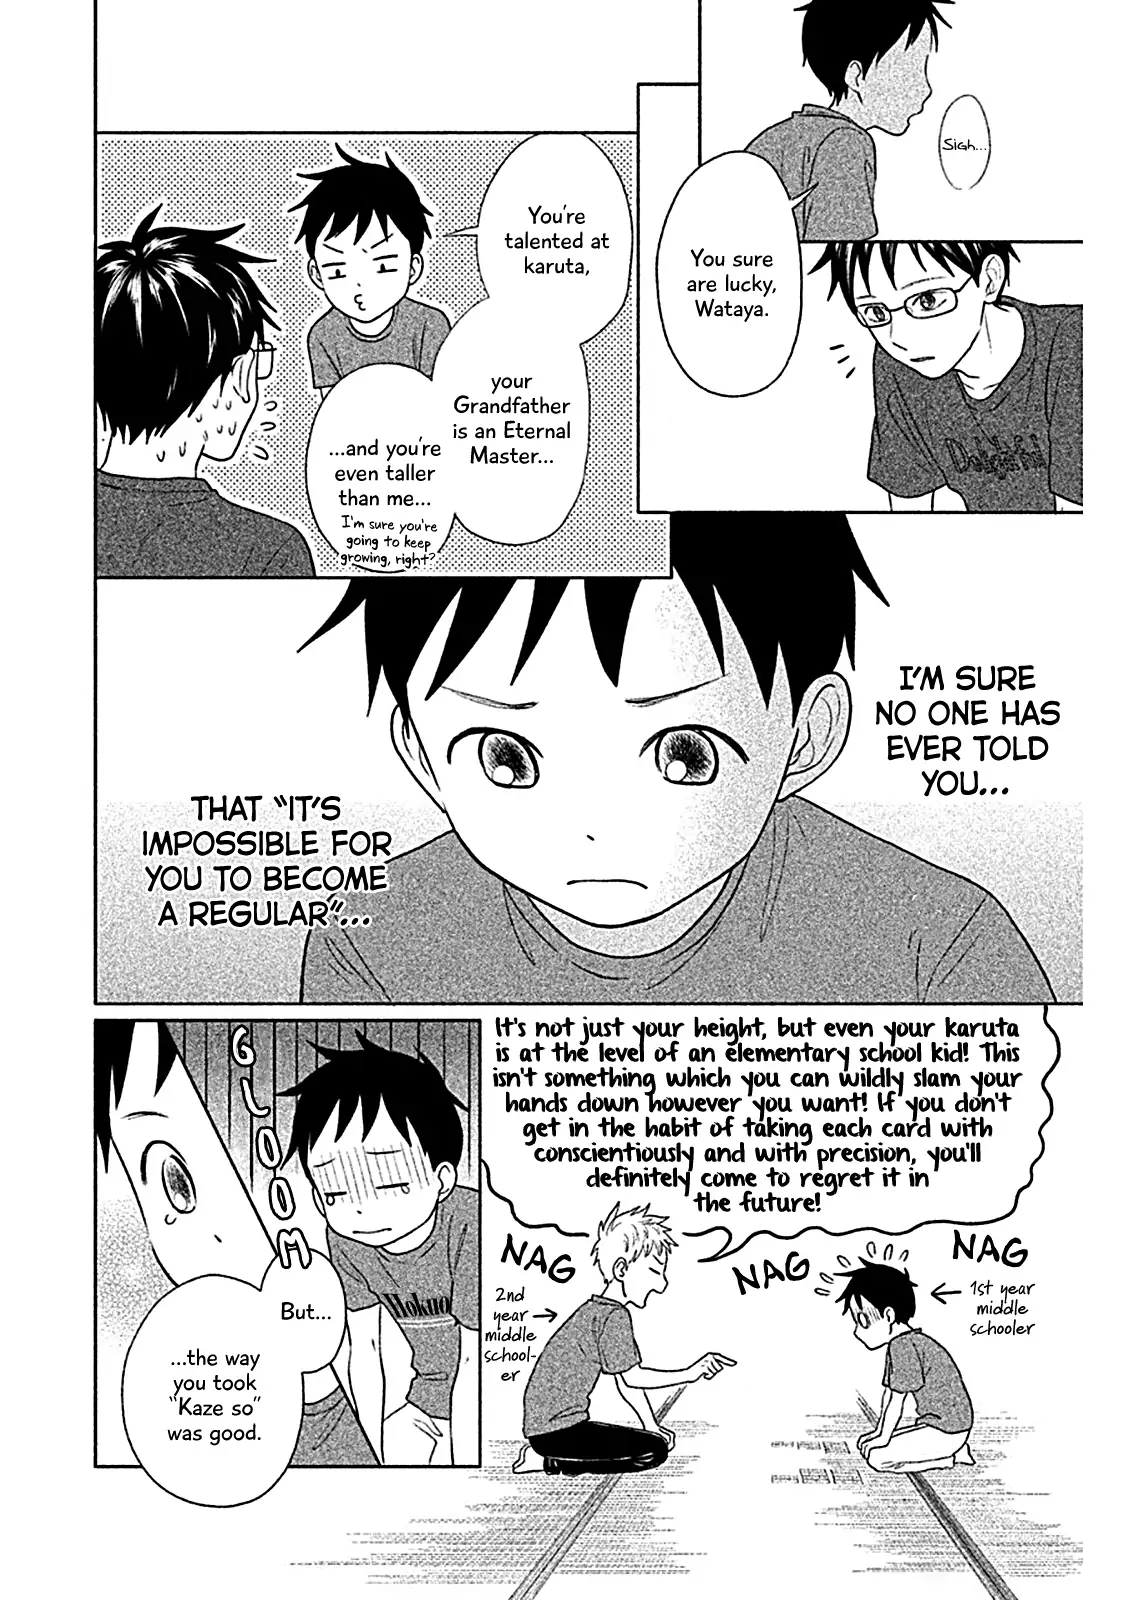 Sigh...
You sure
are lucky,
Wataya.
You're
talented at
karuta,
your
Grandfather
is an Eternal
Master...
...and you're
even taller
than me...
I'm sure you're
going to keep
growing, right?
I'M SURE
NO ONE HAS
EVER TOLD
YOU...
THAT "IT'S
IMPOSSIBLE FOR
YOU TO BECOME
A REGULAR"...
It's not just your height, but even your karuta
is at the level of an elementary school kid! This
isn't something which you can wildly slam your
hands down however you want! If you don't
get in the habit of taking each card with
conscientiously and with precision, you'll
definitely come to regret it in
the future!
NAG
NAG
NAG
2nd
year
middle
school-
er
1st year
middle
schooler
GLOOM
Hokuo
But...
...the way
you took
"Kaze so"
was good.